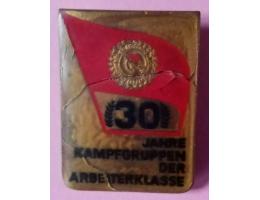 30
JAHRE
KAMPFGRUPPEN
DER
ARBEITERKLASSE